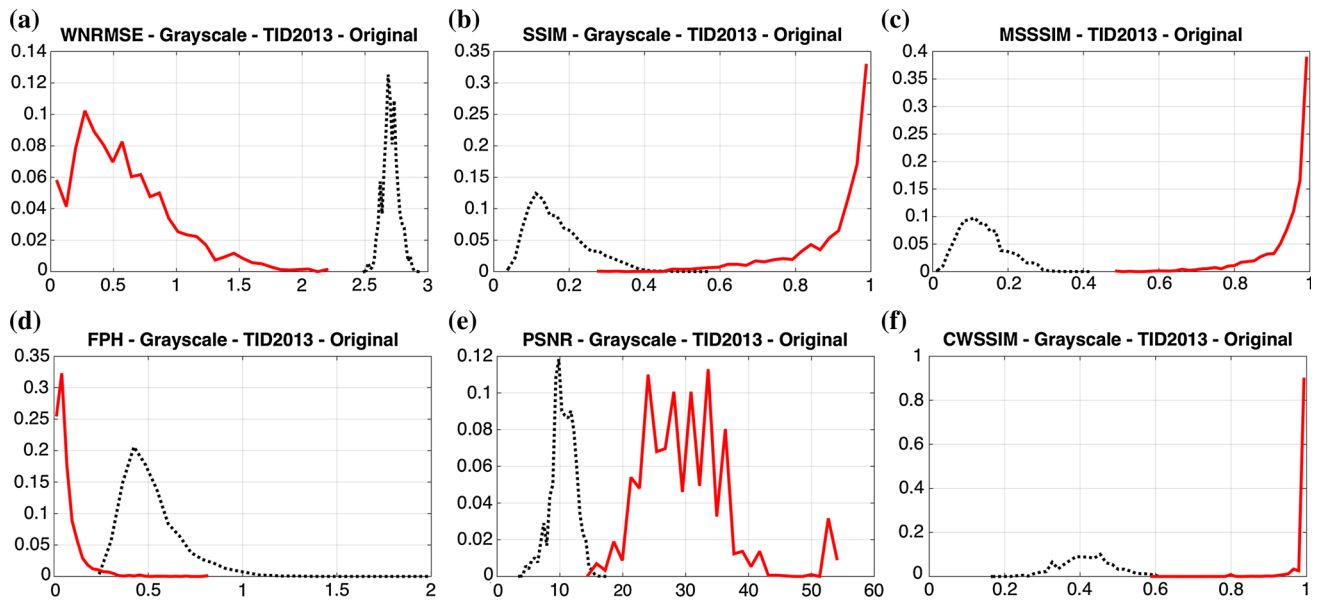 (a)
WNRMSE - Grayscale - TID2013 - Original
0.14
0.12
0.1
0.08
0.06
0.04
0.02
0
0 0.5 1 1.5 2 2.5 3
(b)
SSIM - Grayscale - TID2013 - Original
0.35
0.3
0.25
0.2
0.15
0.1
0.05
0
0 0.2 0.4 0.6 0.8 1
(c)
MSSSIM - TID2013 - Original
0.4
0.35
0.3
0.25
0.2
0.15
0.1
0.05
0
0 0.2 0.4 0.6 0.8 1
(d)
FPH - Grayscale - TID2013 - Original
0.35
0.3
0.25
0.2
0.15
0.1
0.05
0
0 0.5 1 1.5 2
(e)
PSNR - Grayscale - TID2013 - Original
0.12
0.1
0.08
0.06
0.04
0.02
0
0 10 20 30 40 50 60
(f)
CWSSIM - Grayscale - TID2013 - Original
1
0.8
0.6
0.4
0.2
0
0 0.2 0.4 0.6 0.8 1